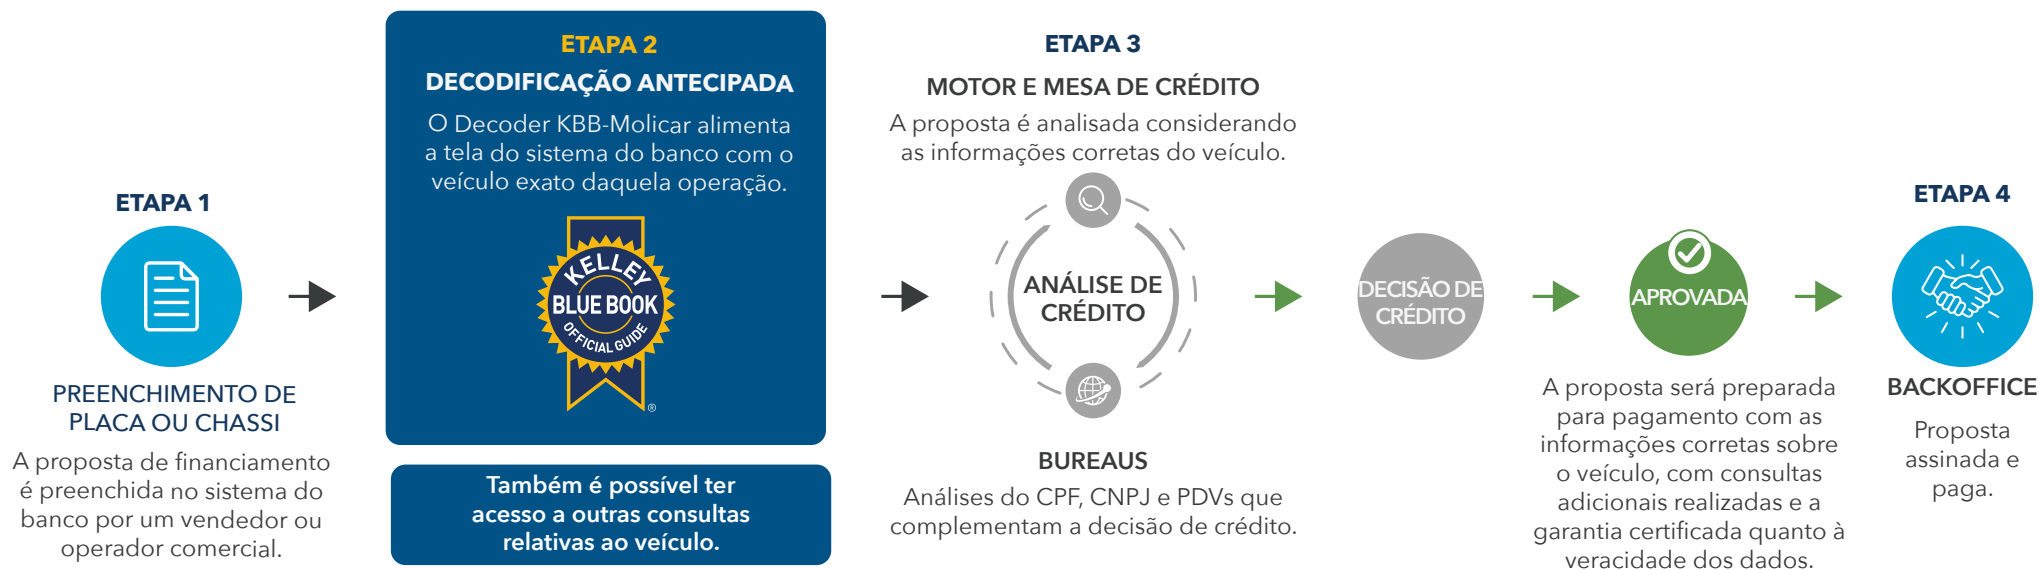 ETAPA 1
PREENCHIMENTO DE
PLACA OU CHASSI
A proposta de financiamento
é preenchida no sistema do
banco por um vendedor ou
operador comercial.
ETAPA 2
DECODIFICAÇÃO ANTECIPADA
O Decoder KBB-Molicar alimenta
a tela do sistema do banco com o
veículo exato daquela operação.
KELLEY
BLUE BOOK
OFFICIAL GUIDE
®
Também é possível ter
acesso a outras consultas
relativas ao veículo.
ETAPA 3
MOTOR E MESA DE CRÉDITO
A proposta é analisada considerando
as informações corretas do veículo.
ANÁLISE DE
CRÉDITO
BUREAUS
Análises do CPF, CNPJ e PDVs que
complementam a decisão de crédito.
DECISÃO DE
CRÉDITO
APROVADA
A proposta será preparada
para pagamento com as
informações corretas sobre
o veículo, com consultas
adicionais realizadas e a
garantia certificada quanto à
veracidade dos dados.
ETAPA 4
BACKOFFICE
Proposta
assinada e
paga.